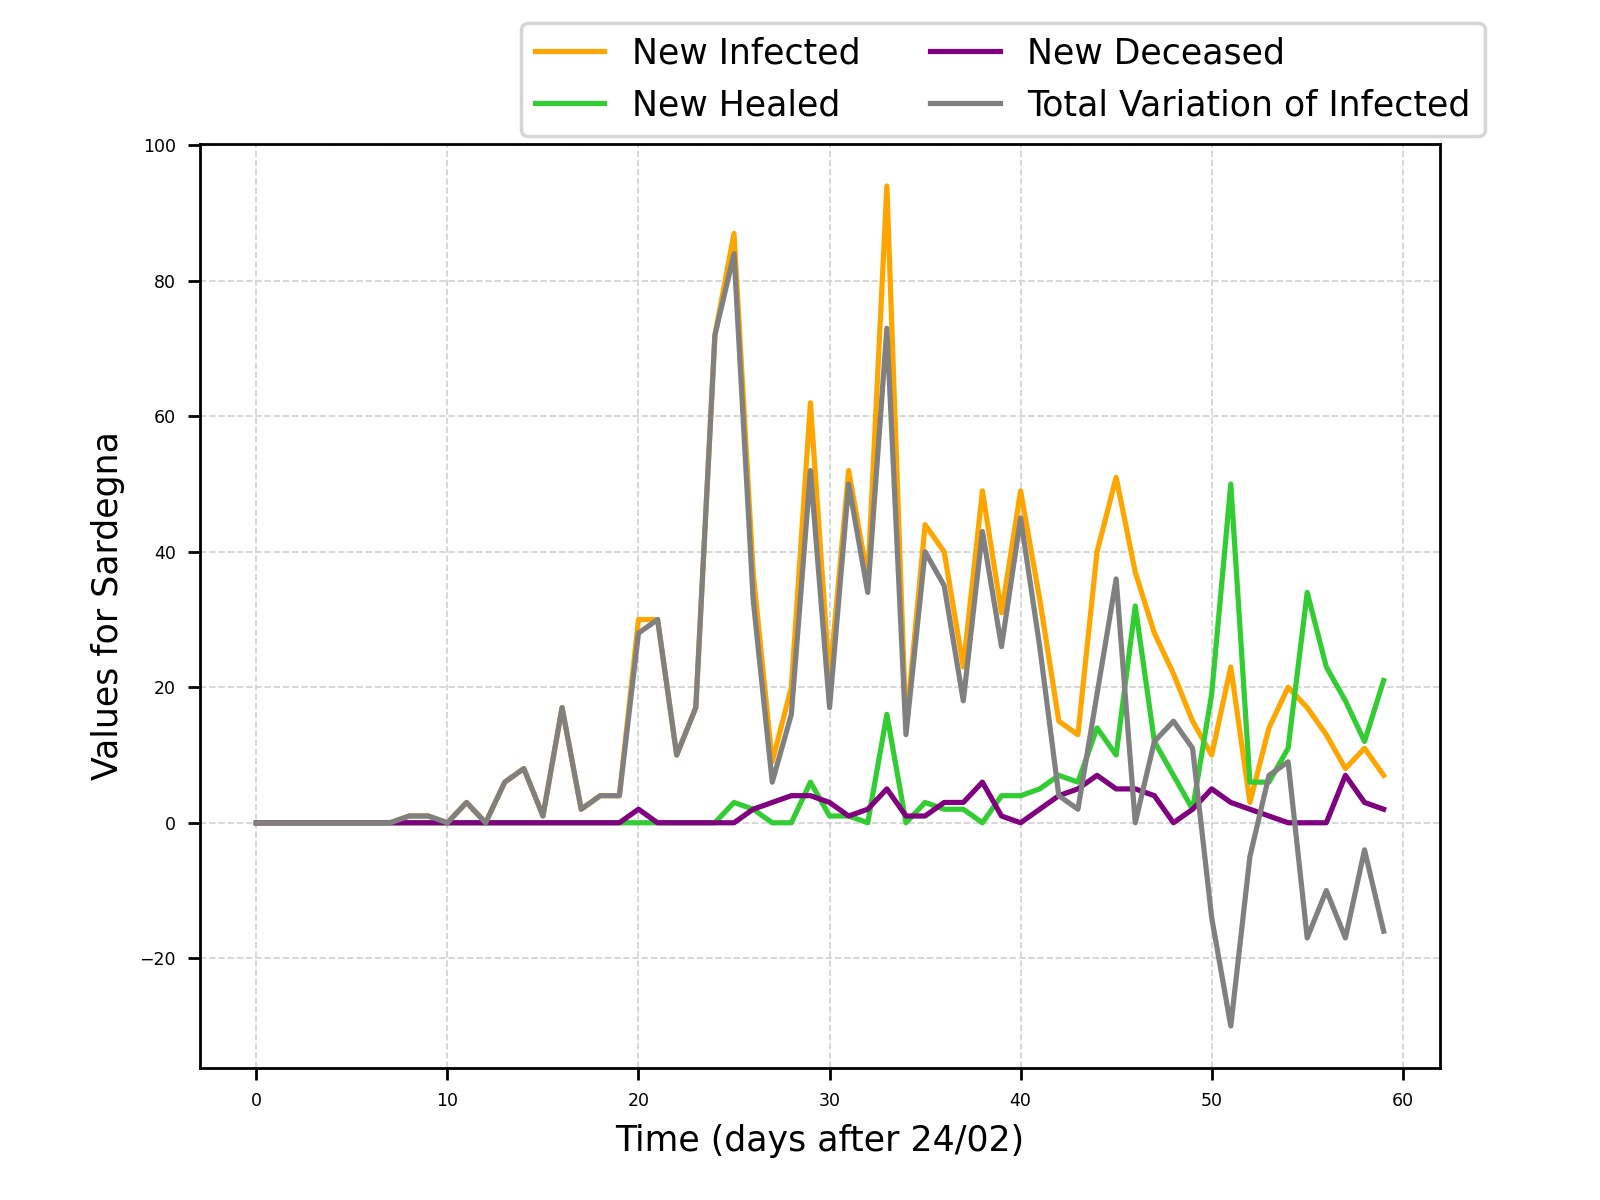 New Infected
New Healed
New Deceased
Total Variation of Infected
100
80
60
40
20
0
−20
Values for Sardegna
0 10 20 30 40 50 60
Time (days after 24/02)